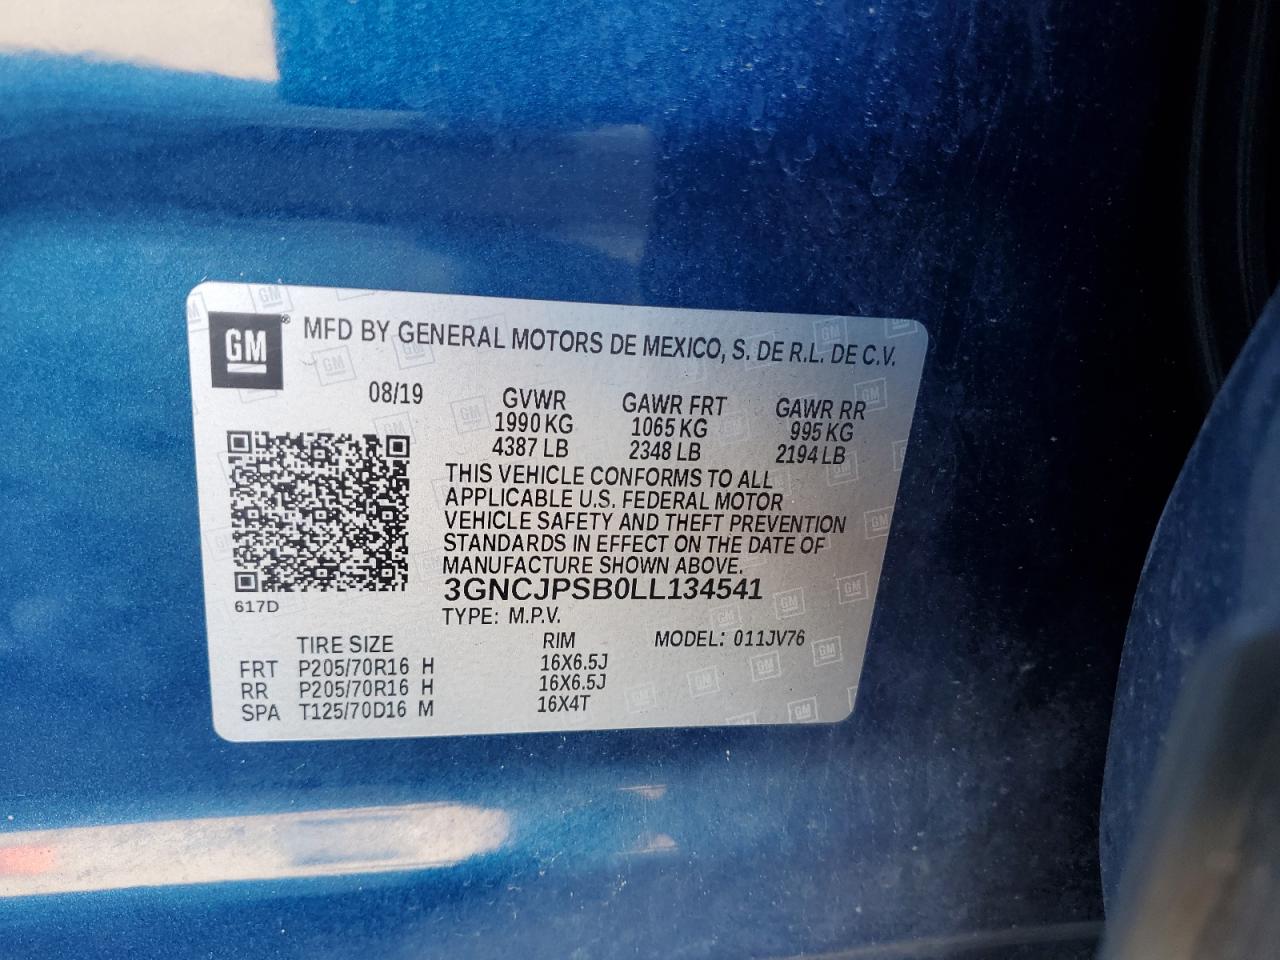 GM® MFD BY GENERAL MOTORS DE MEXICO, S. DE R.L. DE C.V.
08/19 GVWR GAWR FRT GAWR RR
1990 KG 1065 KG 995 KG
4387 LB 2348 LB 2194 LB
THIS VEHICLE CONFORMS TO ALL
APPLICABLE U.S. FEDERAL MOTOR
VEHICLE SAFETY AND THEFT PREVENTION
STANDARDS IN EFFECT ON THE DATE OF
MANUFACTURE SHOWN ABOVE.
3GNCJPSB0LL134541
617D
TYPE: M.P.V.
TIRE SIZE RIM MODEL: 011JV76
FRT P205/70R16 H 16X6.5J
RR P205/70R16 H 16X6.5J
SPA T125/70D16 M 16X4T